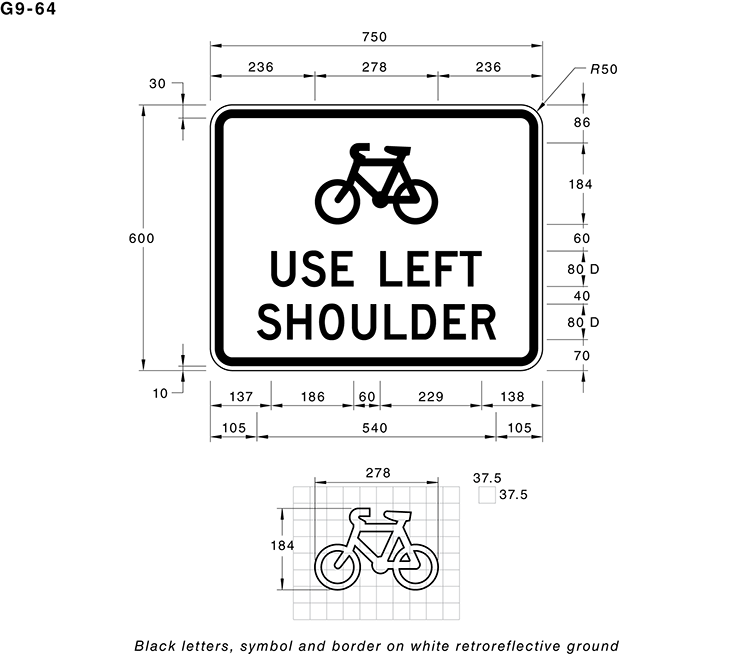 G9-64
750
236 278 236
R50
30
86
184
600
60
USE LEFT
80 D
40
SHOULDER
80 D
70
10
137 186 60 229 138
105 540 105
278
37.5
37.5
184
Black letters, symbol and border on white retroreflective ground